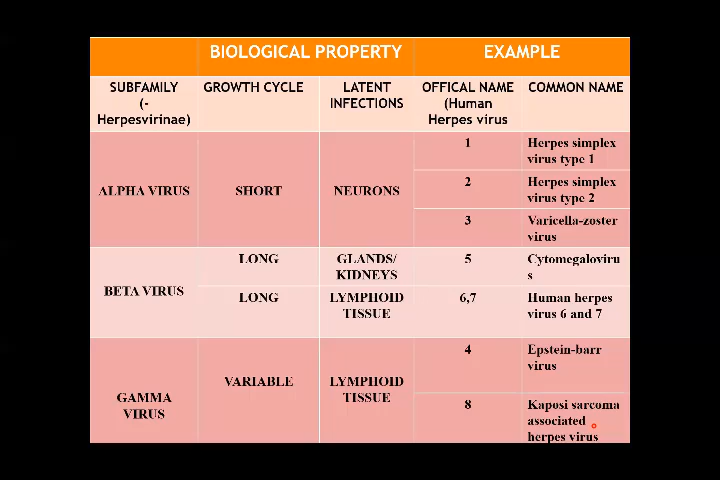 BIOLOGICAL PROPERTY EXAMPLE
SUBFAMILY GROWTH CYCLE LATENT OFFICAL NAME COMMON NAME
(- INFECTIONS (Human
Herpesvirinae) Herpes virus
1 Herpes simplex
virus type 1
ALPHA VIRUS SHORT NEURONS 2 Herpes simplex
virus type 2
3 Varicella-zoster
virus
BETA VIRUS LONG GLANDS/ 5 Cytomegaloviru
KIDNEYS s
LONG LYMPHOID 6,7 Human herpes
TISSUE virus 6 and 7
4 Epstein-barr
virus
GAMMA VARIABLE LYMPHOID 8 Kaposi sarcoma
VIRUS TISSUE associated
herpes virus